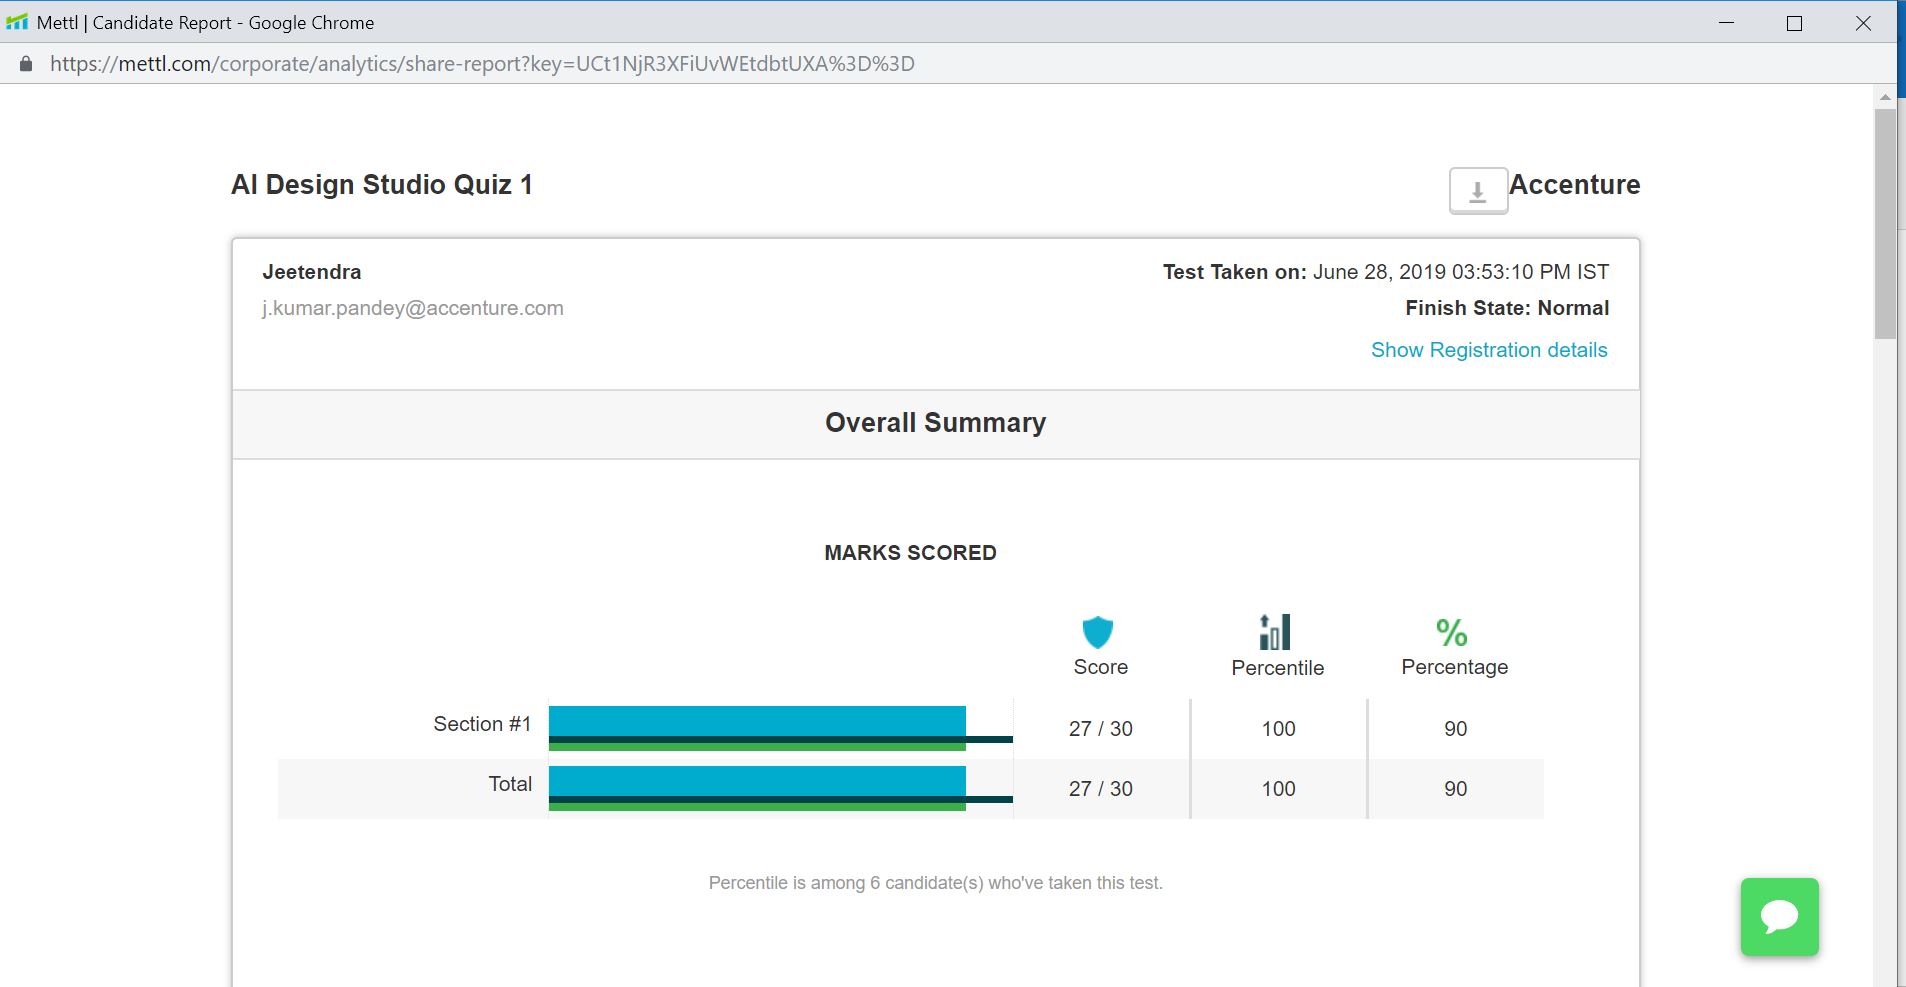 Mettl | Candidate Report - Google Chrome
https://mettl.com/corporate/analytics/share-report?key=UCt1NjR3XFiUvWEtdbtUXA%3D%3D
AI Design Studio Quiz 1
Accenture
Jeetendra
Test Taken on: June 28, 2019 03:53:10 PM IST
j.kumar.pandey@accenture.com
Finish State: Normal
Show Registration details
Overall Summary
MARKS SCORED
%
Score Percentile Percentage
Section #1 27 / 30 100 90
Total 27 / 30 100 90
Percentile is among 6 candidate(s) who've taken this test.